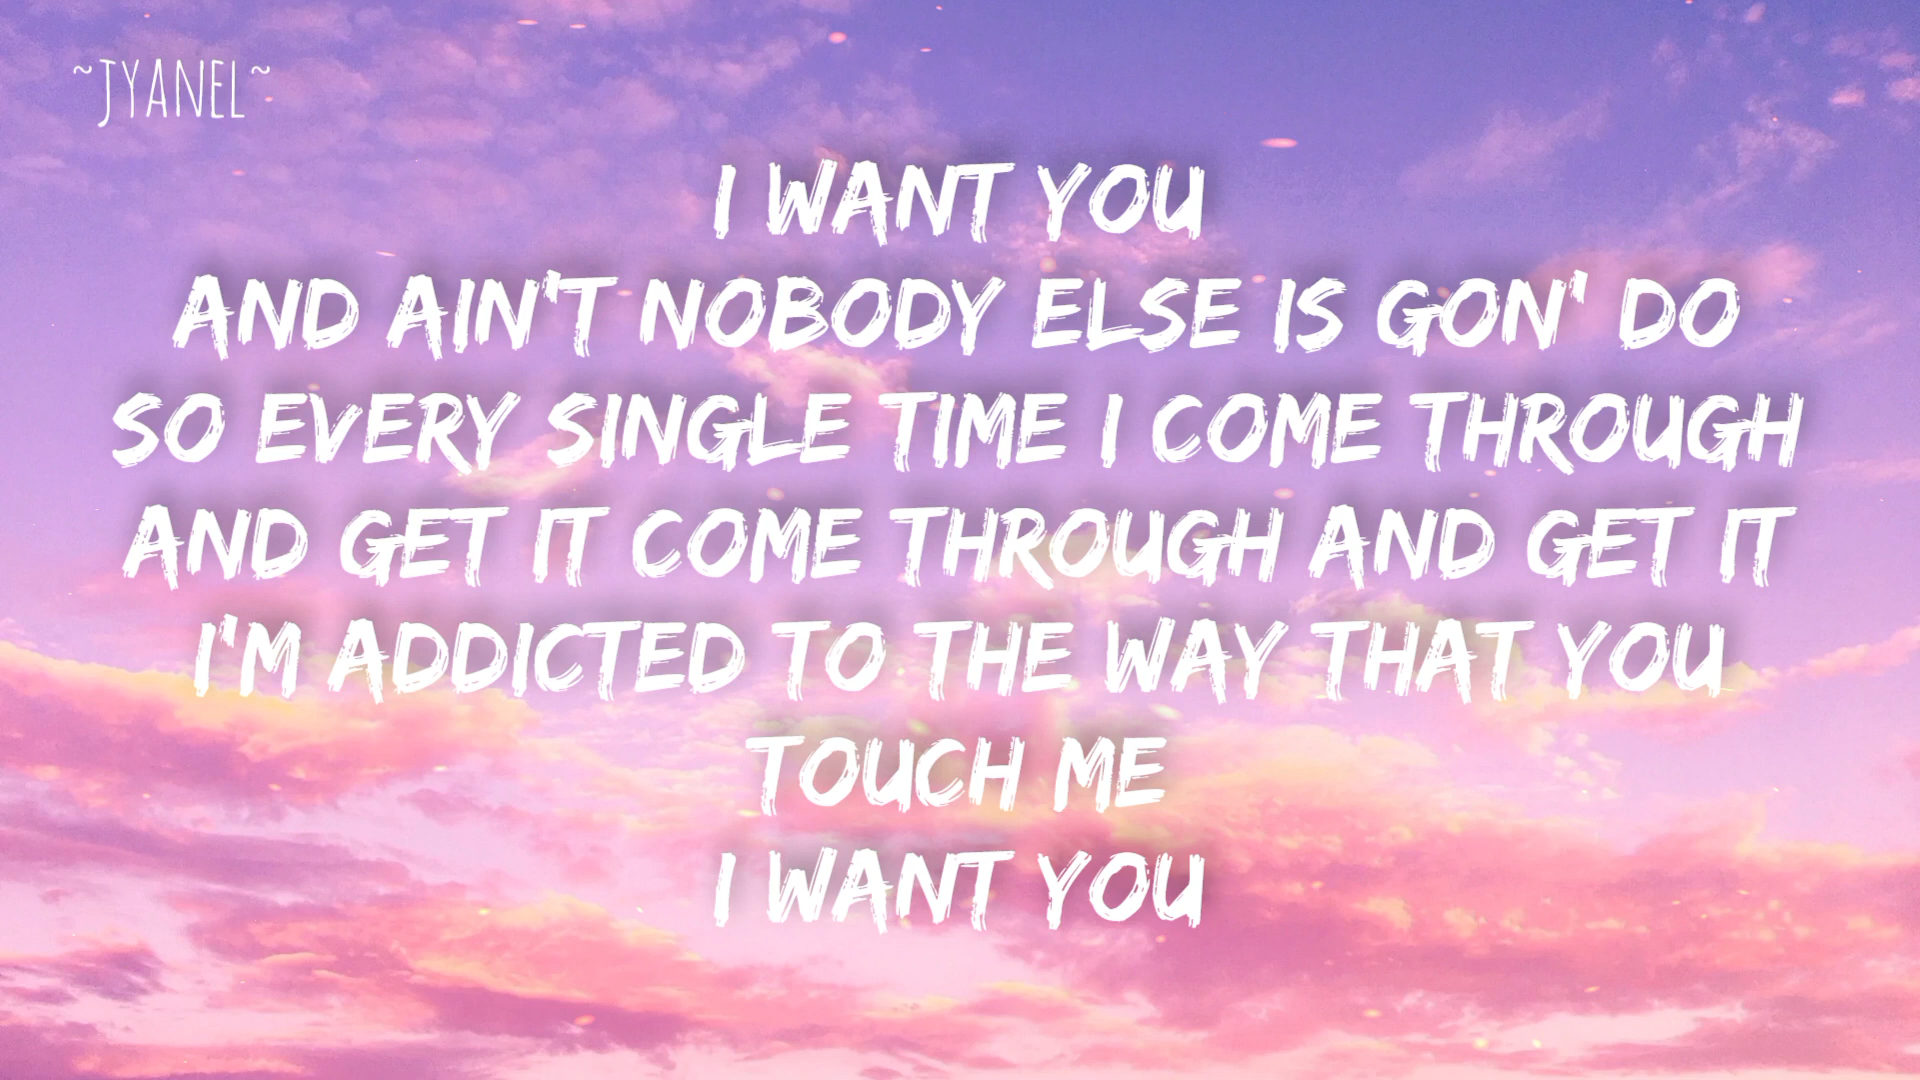 ~JYANEL~
I WANT YOU
AND AIN'T NOBODY ELSE IS GON' DO
SO EVERY SINGLE TIME I COME THROUGH
AND GET IT COME THROUGH AND GET IT
I'M ADDICTED TO THE WAY THAT YOU
TOUCH ME
I WANT YOU